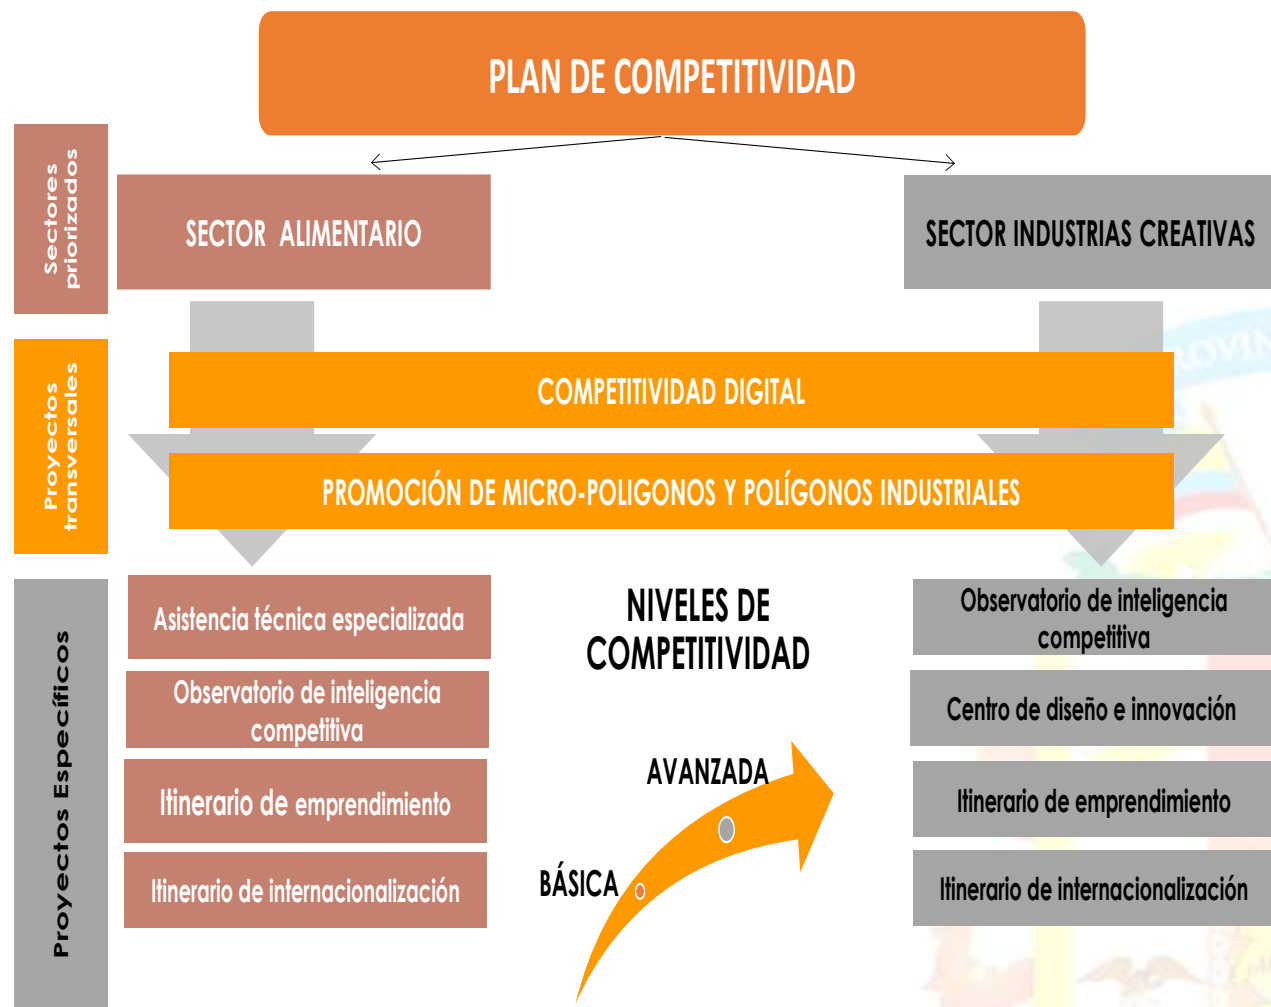 PLAN DE COMPETITIVIDAD
Sectores
priorizados
SECTOR ALIMENTARIO
SECTOR INDUSTRIAS CREATIVAS
Proyectos
transversales
COMPETITIVIDAD DIGITAL
PROMOCIÓN DE MICRO-POLIGONOS Y POLÍGONOS INDUSTRIALES
Proyectos Específicos
Asistencia técnica especializada
Observatorio de inteligencia
competitiva
Itinerario de emprendimiento
Itinerario de internacionalización
NIVELES DE
COMPETITIVIDAD
AVANZADA
BÁSICA
Observatorio de inteligencia
competitiva
Centro de diseño e innovación
Itinerario de emprendimiento
Itinerario de internacionalización